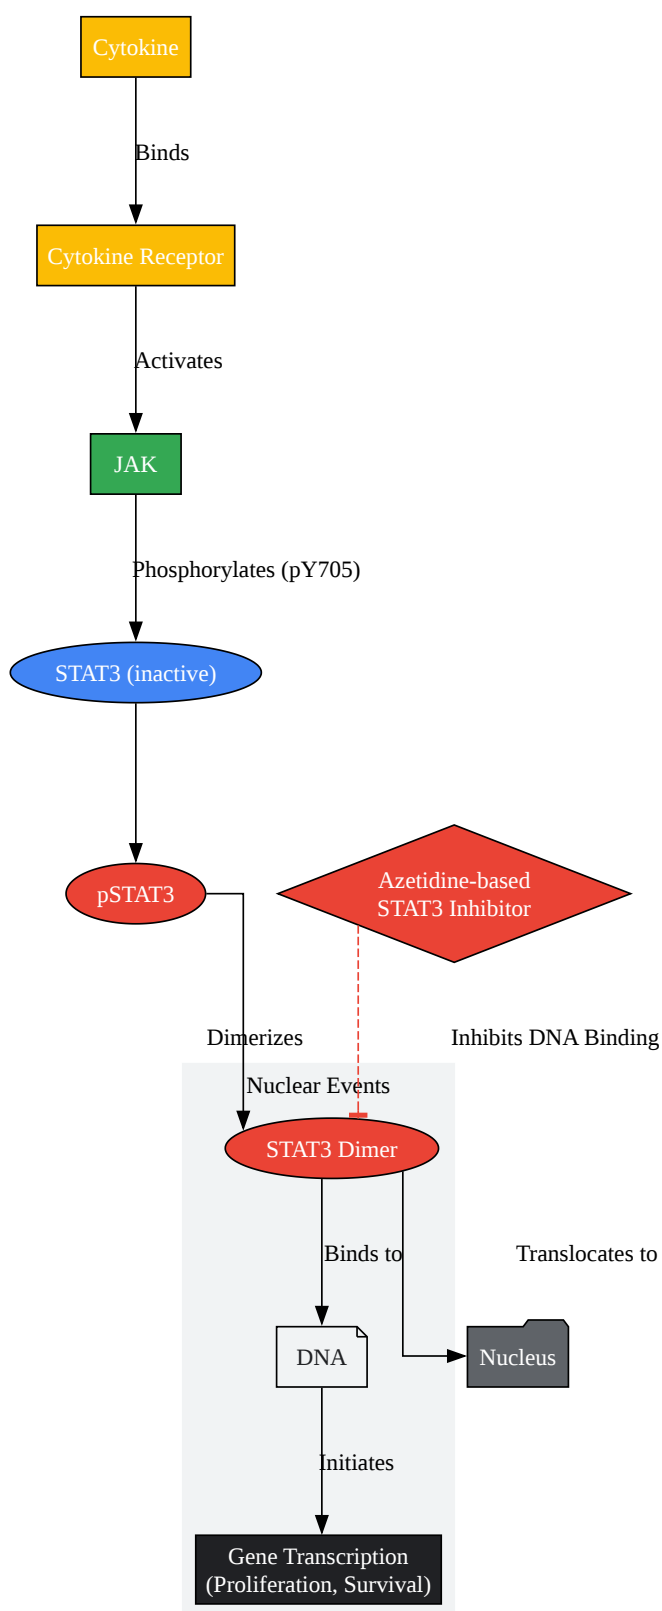 Cytokine
Binds
Cytokine Receptor
Activates
JAK
Phosphorylates (pY705)
STAT3 (inactive)
Azetidine-based
STAT3 Inhibitor
pSTAT3
Dimerizes
Inhibits DNA Binding
Nuclear Events
STAT3 Dimer
Binds to
Translocates to
DNA
Nucleus
Initiates
Gene Transcription
(Proliferation, Survival)